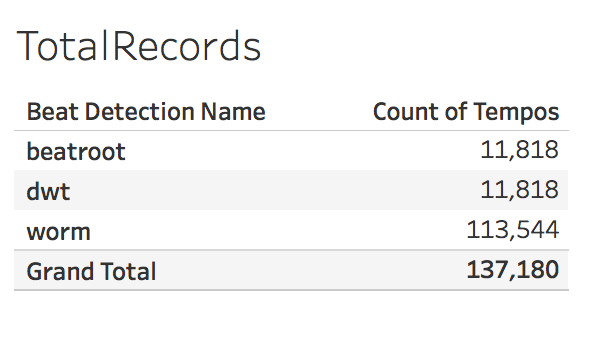 TotalRecords
Beat Detection Name Count of Tempos
beatroot 11,818
dwt 11,818
worm 113,544
Grand Total 137,180